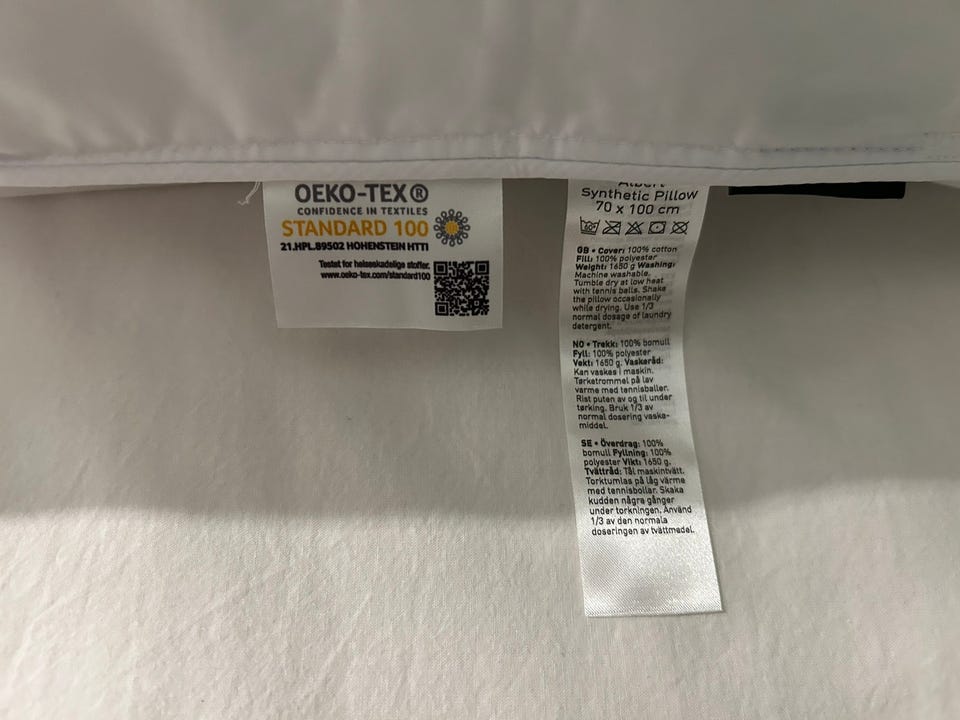 OEKO-TEX®
CONFIDENCE IN TEXTILES
STANDARD 100
21.HPL.89502 HOHENSTEIN HTTI
Testet for helseskadelige stoffer.
www.oeko-tex.com/standard100
Albert
Synthetic Pillow
70 x 100 cm
60°
GB • Cover: 100% cotton
Fill: 100% polyester
Weight: 1650 g Washing:
Machine washable.
Tumble dry at low heat
with tennis balls. Shake
the pillow occasionally
while drying. Use 1/3
normal dosage of laundry
detergent.
NO • Trekk: 100% bomull
Fyll: 100% polyester
Vekt: 1650 g. Vaskeråd:
Kan vaskes i maskin.
Tørketrommel på lav
varme med tennisballer.
Rist puten av og til under
tørking. Bruk 1/3 av
normal dosering vaske-
middel.
SE • Överdrag: 100%
bomull Fyllning: 100%
polyester Vikt: 1650 g.
Tvättråd: Tål maskintvätt.
Torktumlas på låg värme
med tennisbollar. Skaka
kudden några gånger
under torkningen. Använd
1/3 av den normala
doseringen av tvättmedel.